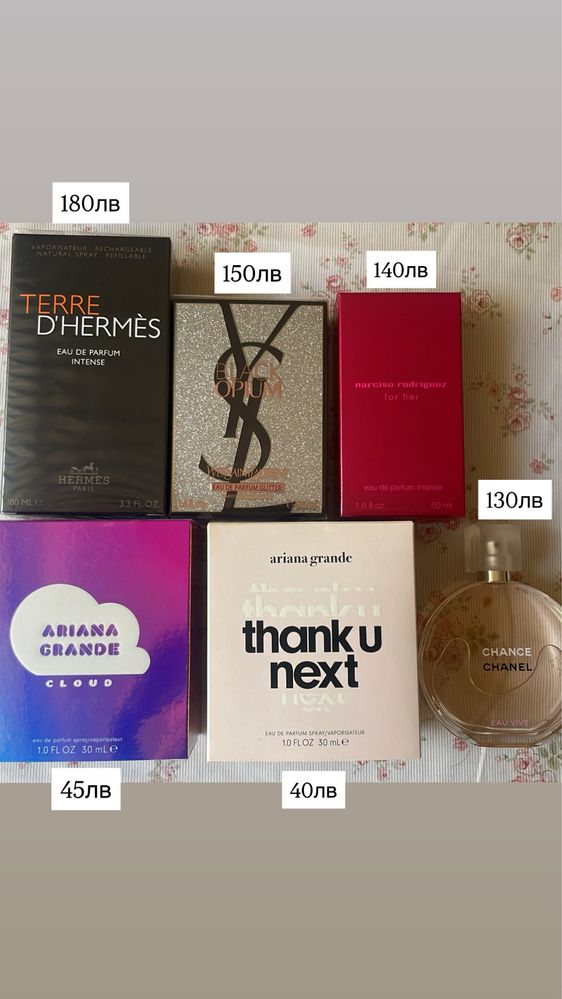 180лв
VAPORISATEUR . RECHARGEABLE
NATURAL SPRAY . REFILLABLE
TERRE
D'HERMÈS
EAU DE PARFUM
INTENSE
HERMÈS
PARIS
100 ML e 3.3 FL.OZ.
150лв
BLACK
OPIUM
YSL
YVESSAINTLAURENT
EAU DE PARFUM GLITTER
140лв
narciso rodriguez
for her
eau de parfum intense
1.6 fl.oz. 50 ml
ARIANA
GRANDE
CLOUD
eau de parfum spray/vaporisateur
1.0 FL OZ 30 ml e
45лв
ariana grande
thank u
thank u
next
next
EAU DE PARFUM SPRAY/VAPORISATEUR
1.0 FL OZ 30 ml e
40лв
130лв
CHANCE
CHANEL
EAU VIVE